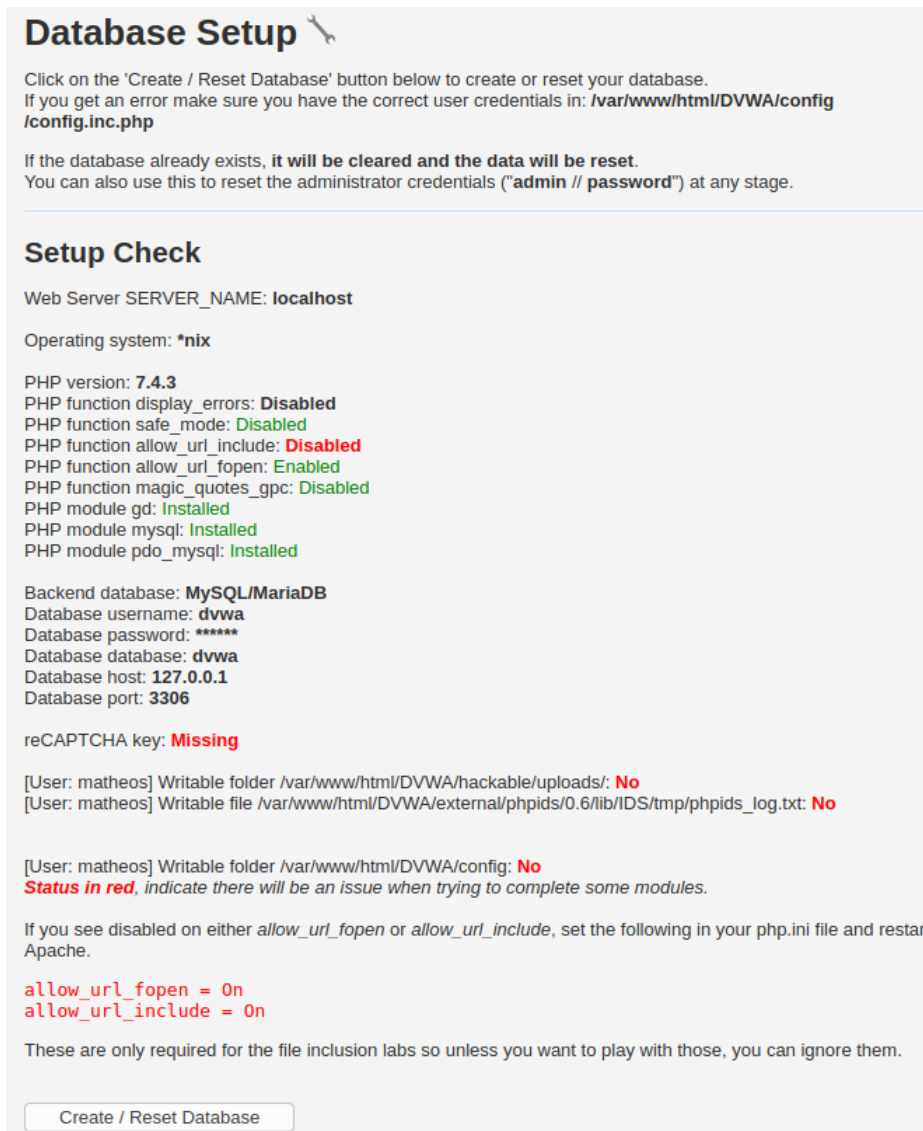 Database Setup
Click on the 'Create / Reset Database' button below to create or reset your database.
If you get an error make sure you have the correct user credentials in: /var/www/html/DVWA/config
/config.inc.php
If the database already exists, it will be cleared and the data will be reset.
You can also use this to reset the administrator credentials ("admin // password") at any stage.
Setup Check
Web Server SERVER_NAME: localhost
Operating system: *nix
PHP version: 7.4.3
PHP function display_errors: Disabled
PHP function safe_mode: Disabled
PHP function allow_url_include: Disabled
PHP function allow_url_fopen: Enabled
PHP function magic_quotes_gpc: Disabled
PHP module gd: Installed
PHP module mysql: Installed
PHP module pdo_mysql: Installed
Backend database: MySQL/MariaDB
Database username: dvwa
Database password: ******
Database database: dvwa
Database host: 127.0.0.1
Database port: 3306
reCAPTCHA key: Missing
[User: matheos] Writable folder /var/www/html/DVWA/hackable/uploads/: No
[User: matheos] Writable file /var/www/html/DVWA/external/phpids/0.6/lib/IDS/tmp/phpids_log.txt: No
[User: matheos] Writable folder /var/www/html/DVWA/config: No
Status in red, indicate there will be an issue when trying to complete some modules.
If you see disabled on either allow_url_fopen or allow_url_include, set the following in your php.ini file and restar
Apache.
allow_url_fopen = On
allow_url_include = On
These are only required for the file inclusion labs so unless you want to play with those, you can ignore them.
Create / Reset Database